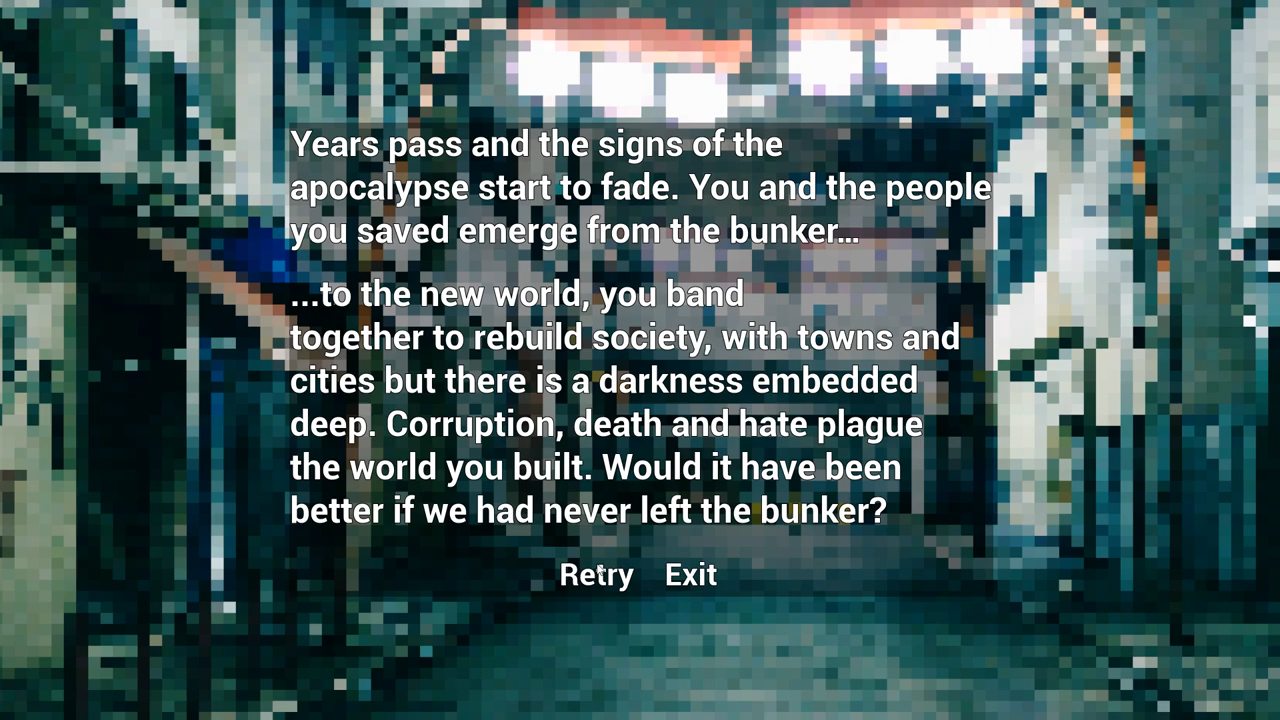 Years pass and the signs of the
apocalypse start to fade. You and the people
you saved emerge from the bunker...
...to the new world, you band
together to rebuild society, with towns and
cities but there is a darkness embedded
deep. Corruption, death and hate plague
the world you built. Would it have been
better if we had never left the bunker?
Retry Exit